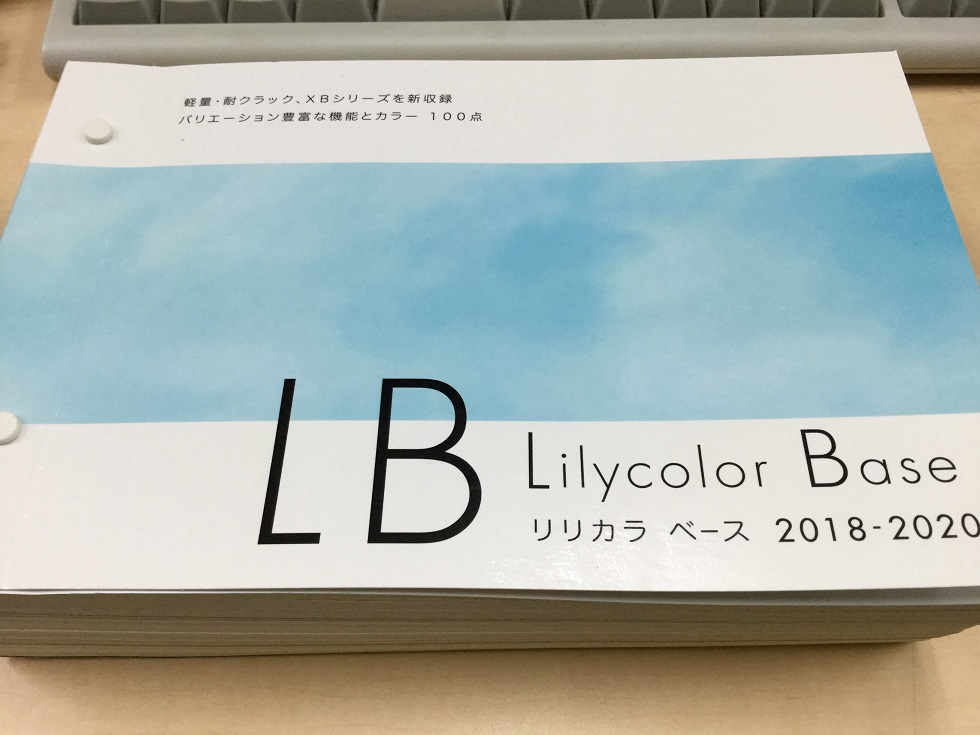 軽量・耐クラック、XBシリーズを新収録
バリエーション豊富な機能とカラー 100点
LB
Lilycolor Base
リリカラ ベース 2018-2020